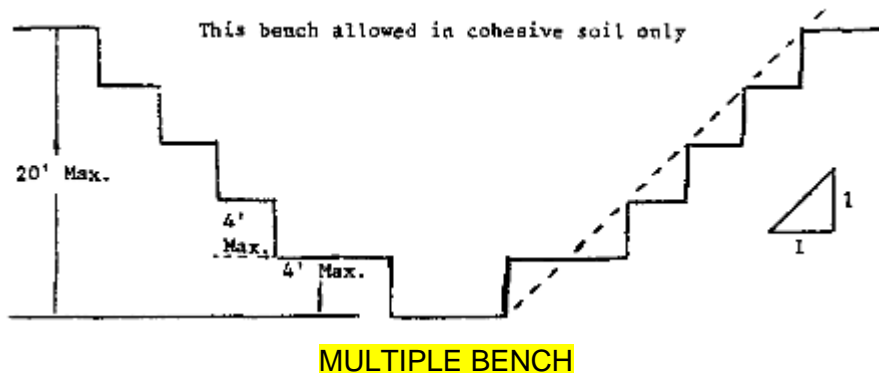 This bench allowed in cohesive soil only
20' Max.
4'
Max.
4' Max.
1
1
MULTIPLE BENCH